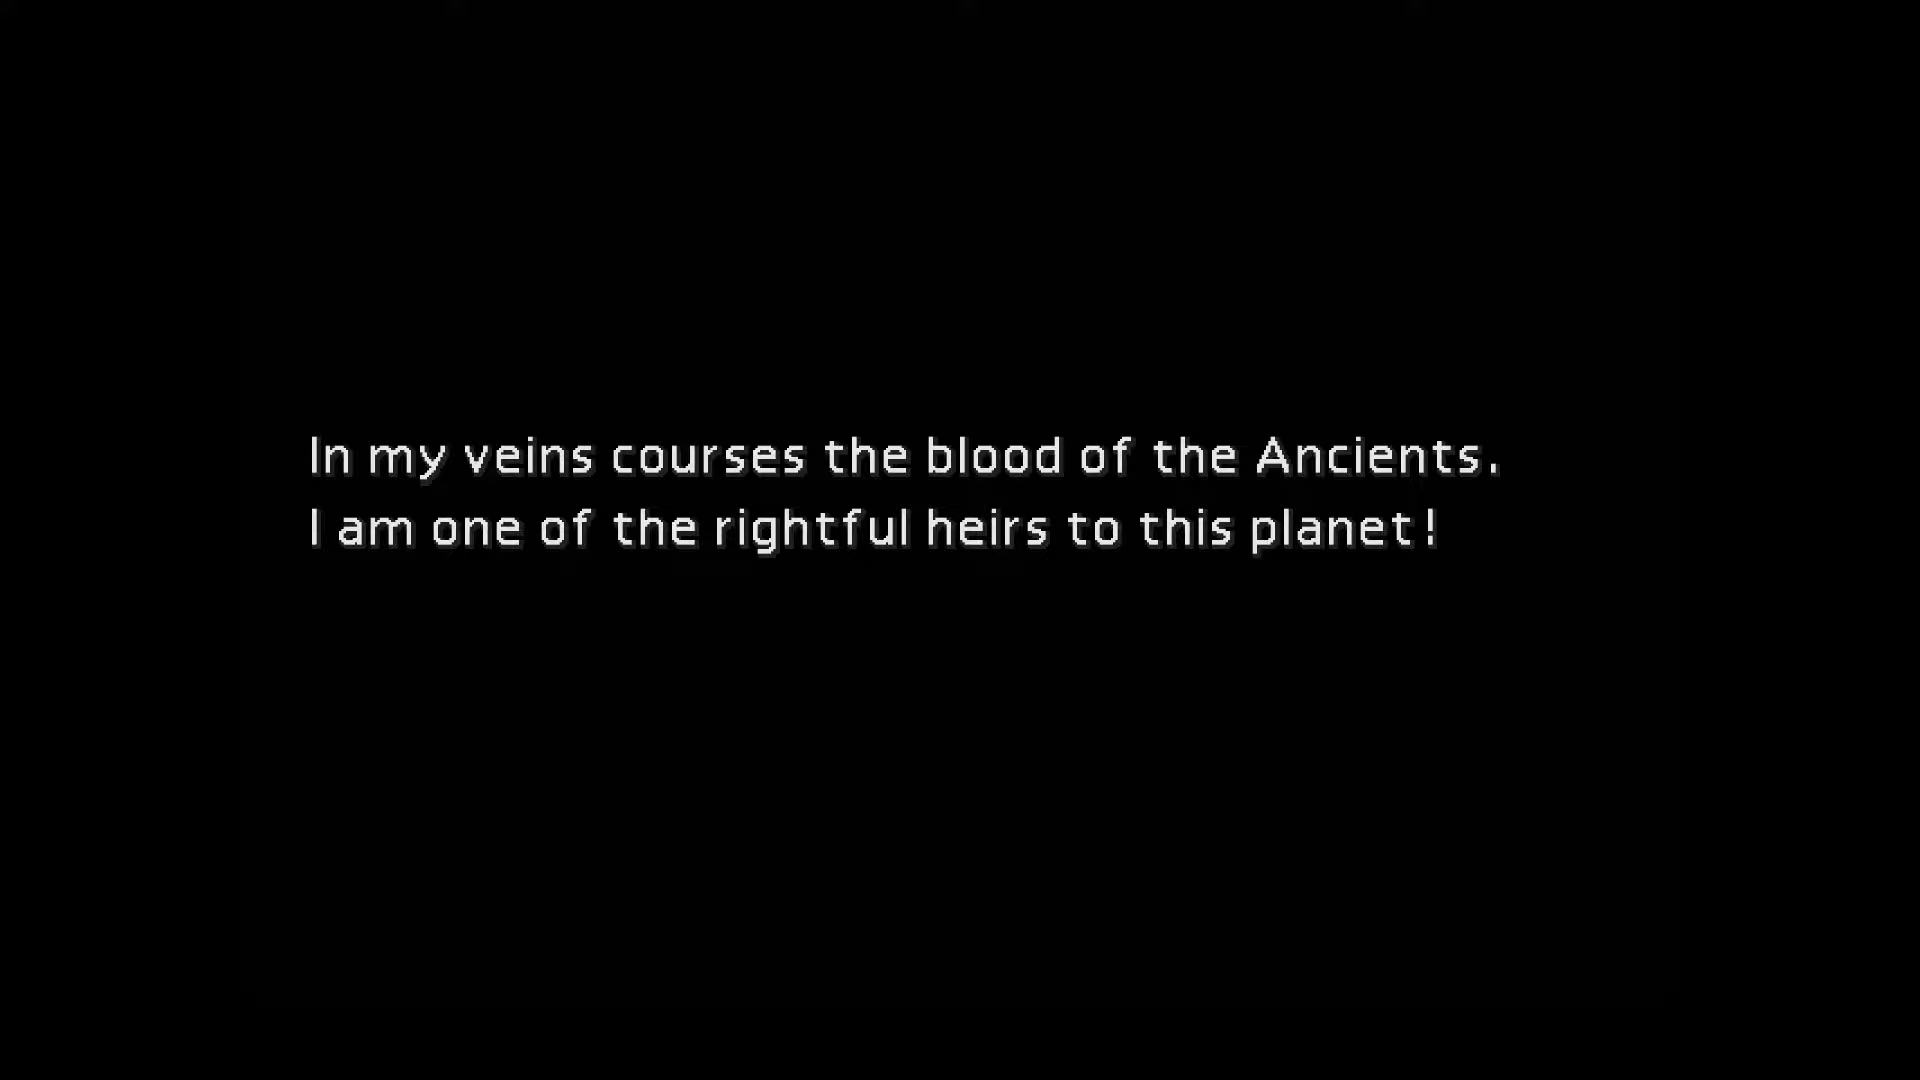 In my veins courses the blood of the Ancients.
I am one of the rightful heirs to this planet!